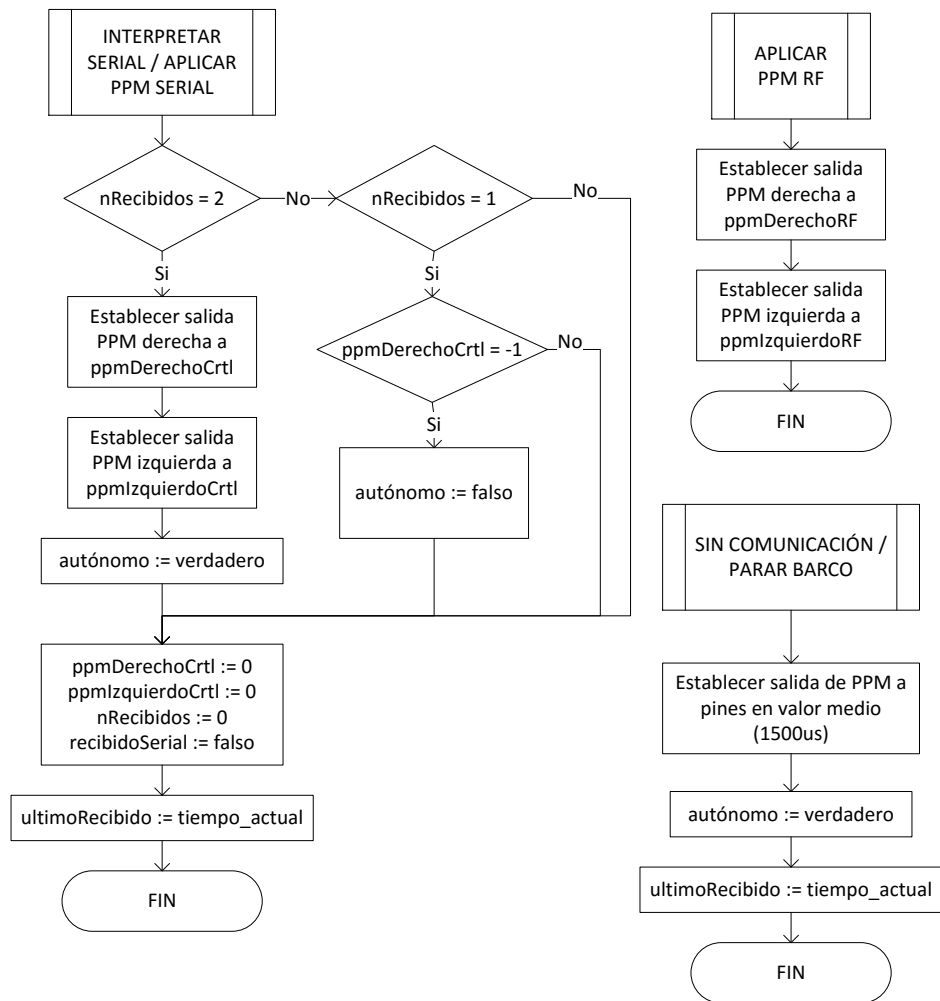 INTERPRETAR
SERIAL / APLICAR
PPM SERIAL
nRecibidos = 2
No
nRecibidos = 1
No
Si
Si
Establecer salida
PPM derecha a
ppmDerechoCrtl
ppmDerechoCrtl = -1
No
Si
Establecer salida
PPM izquierda a
ppmIzquierdoCrtl
autónomo := falso
autónomo := verdadero
ppmDerechoCrtl := 0
ppmIzquierdoCrtl := 0
nRecibidos := 0
recibidoSerial := falso
ultimoRecibido := tiempo_actual
FIN
APLICAR
PPM RF
Establecer salida
PPM derecha a
ppmDerechoRF
Establecer salida
PPM izquierda a
ppmIzquierdoRF
FIN
SIN COMUNICACIÓN /
PARAR BARCO
Establecer salida de PPM a
pines en valor medio
(1500us)
autónomo := verdadero
ultimoRecibido := tiempo_actual
FIN